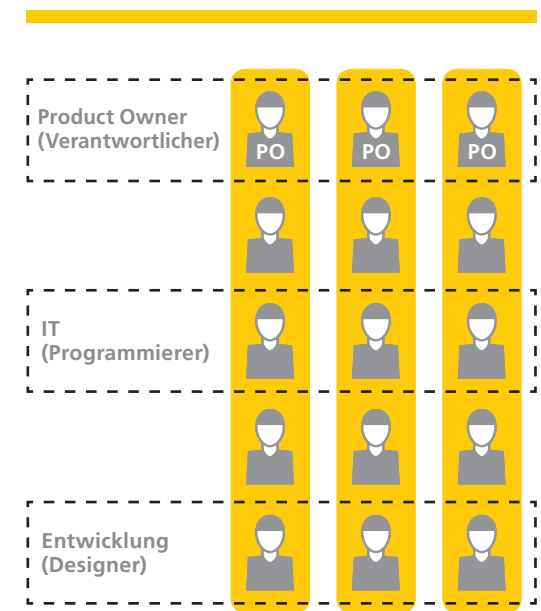 Product Owner
(Verantwortlicher)
PO PO PO
IT
(Programmierer)
Entwicklung
(Designer)